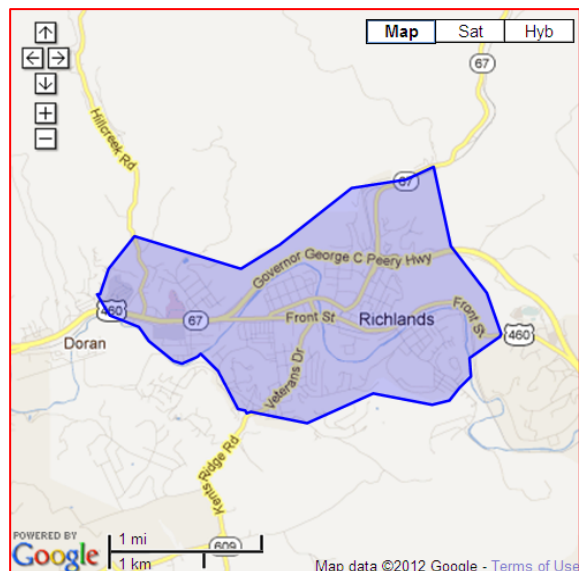 Map Sat Hyb
67
Hillcreek Rd
67
Governor George C Peery Hwy
460
67
Front St
Richlands
Front St
460
Doran
Veterans Dr
Kents Ridge Rd
609
POWERED BY
Google
1 mi
1 km
Map data ©2012 Google - Terms of Use